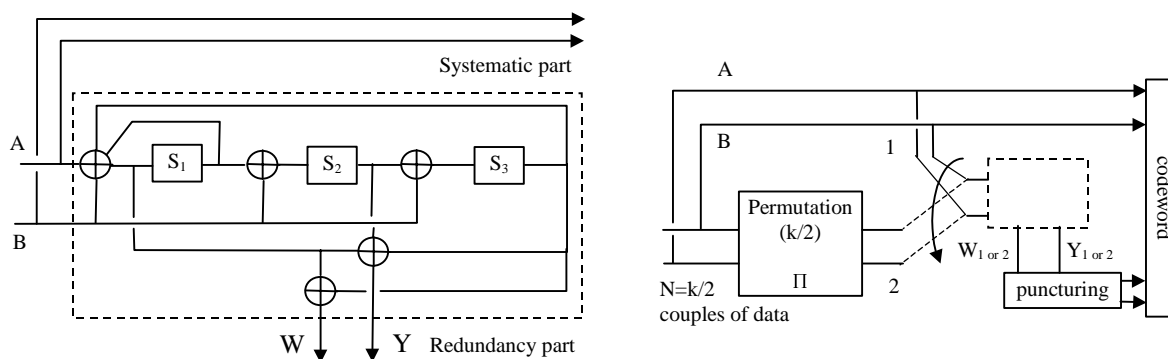 Systematic part
A
S1
S2
S3
B
W
Y
Redundancy part
A
B
1
Permutation
(k/2)
Π
2
N=k/2
couples of data
W1 or 2
Y1 or 2
puncturing
codeword